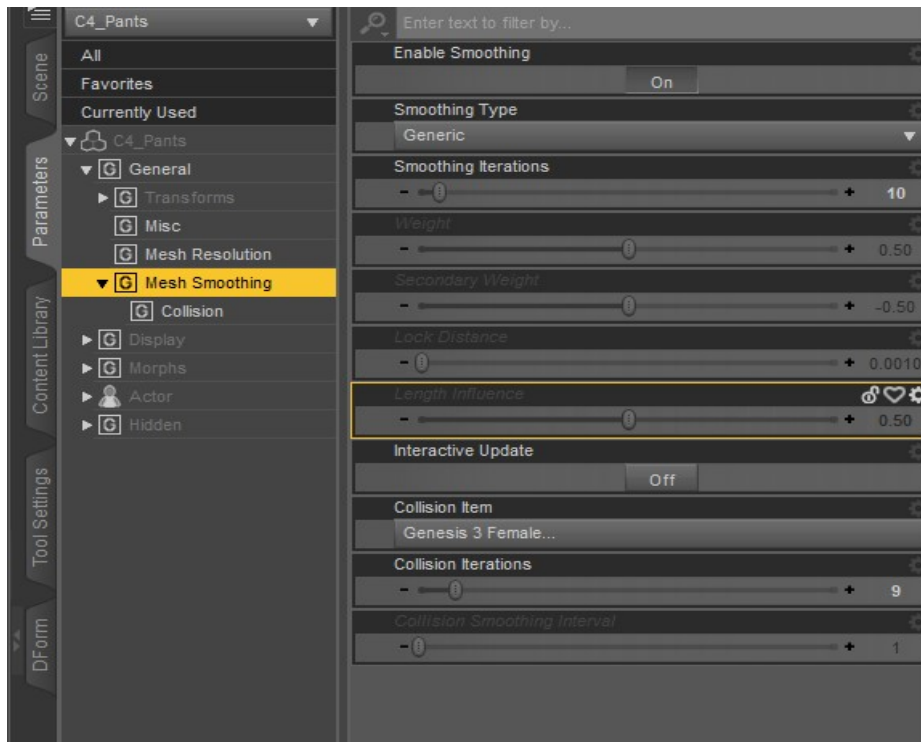 C4_Pants
All
Favorites
Currently Used
C4_Pants
G General
G Transforms
G Misc
G Mesh Resolution
G Mesh Smoothing
G Collision
G Display
G Morphs
Actor
G Hidden
Scene
Parameters
Content Library
Tool Settings
DForm
Enter text to filter by...
Enable Smoothing
On
Smoothing Type
Generic
Smoothing Iterations
- + 10
Weight
- + 0.50
Secondary Weight
- + -0.50
Lock Distance
- + 0.0010
Length Influence
- + 0.50
Interactive Update
Off
Collision Item
Genesis 3 Female...
Collision Iterations
- + 9
Collision Smoothing Interval
- + 1